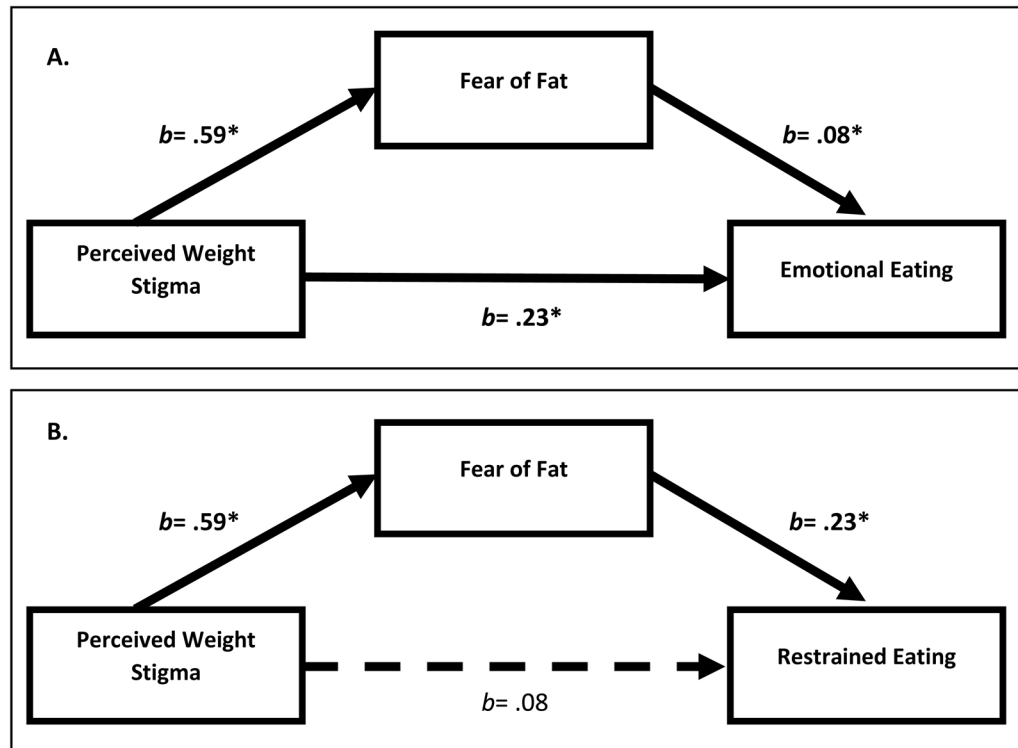 A.
Fear of Fat
b= .59*
b= .08*
Perceived Weight
Stigma
Emotional Eating
b= .23*
B.
Fear of Fat
b= .59*
b= .23*
Perceived Weight
Stigma
Restrained Eating
b= .08